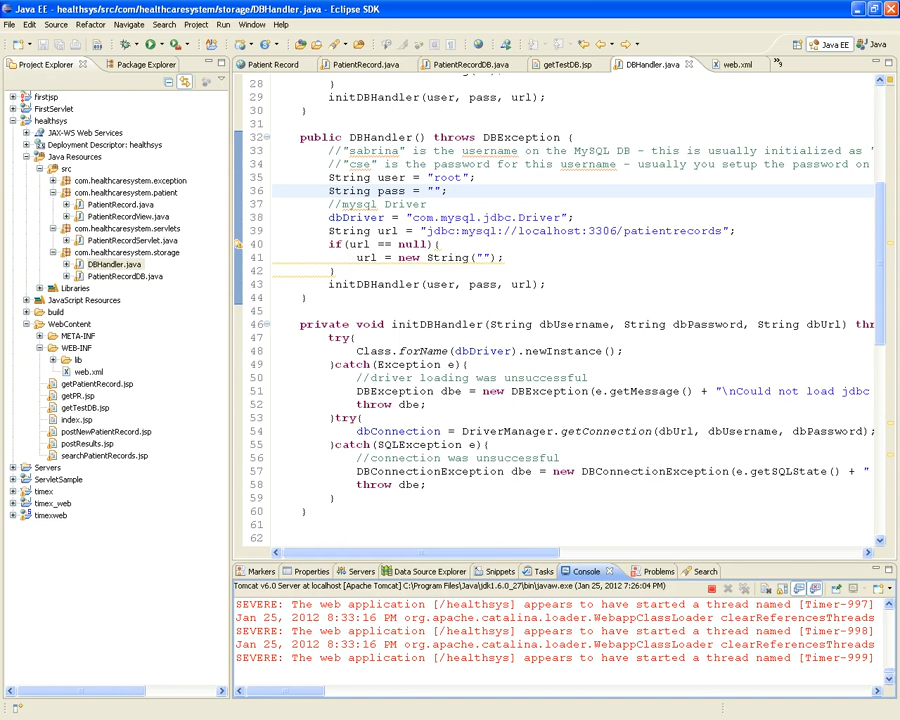 Java EE - healthsys/src/com/healthcaresystem/storage/DBHandler.java - Eclipse SDK
File Edit Source Refactor Navigate Search Project Run Window Help
Java EE Java
Project Explorer Package Explorer
Patient Record PatientRecord.java PatientRecordDB.java getTestDB.jsp DBHandler.java web.xml
firstjsp
FirstServlet
healthsys
JAX-WS Web Services
Deployment Descriptor: healthsys
Java Resources
src
com.healthcaresystem.exception
com.healthcaresystem.patient
PatientRecord.java
PatientRecordView.java
com.healthcaresystem.servlets
PatientRecordServlet.java
com.healthcaresystem.storage
DBHandler.java
PatientRecordDB.java
Libraries
JavaScript Resources
build
WebContent
META-INF
WEB-INF
lib
web.xml
getPatientRecord.jsp
getPR.jsp
getTestDB.jsp
index.jsp
postNewPatientRecord.jsp
postResults.jsp
searchPatientRecords.jsp
Servers
ServletSample
timex
timex_web
timexweb
28 }
29 initDBHandler(user, pass, url);
30 }
31
32 public DBHandler() throws DBException {
33 //"sabrina" is the username on the MySQL DB - this is usually initialized as "
34 //"cse" is the password for this username - usually you setup the password on
35 String user = "root";
36 String pass = "";
37 //mysql Driver
38 dbDriver = "com.mysql.jdbc.Driver";
39 String url = "jdbc:mysql://localhost:3306/patientrecords";
40 if(url == null){
41 url = new String("");
42 }
43 initDBHandler(user, pass, url);
44 }
45
46 private void initDBHandler(String dbUsername, String dbPassword, String dbUrl) thr
47 try{
48 Class.forName(dbDriver).newInstance();
49 }catch(Exception e){
50 //driver loading was unsuccessful
51 DBException dbe = new DBException(e.getMessage() + "\nCould not load jdbc
52 throw dbe;
53 }try{
54 dbConnection = DriverManager.getConnection(dbUrl, dbUsername, dbPassword);
55 }catch(SQLException e){
56 //connection was unsuccessful
57 DBConnectionException dbe = new DBConnectionException(e.getSQLState() + "
58 throw dbe;
59 }
60 }
61
62
Markers Properties Servers Data Source Explorer Snippets Tasks Console Problems Search
Tomcat v6.0 Server at localhost [Apache Tomcat] C:\Program Files\Java\jdk1.6.0_27\bin\javaw.exe (Jan 25, 2012 7:26:04 PM)
SEVERE: The web application [/healthsys] appears to have started a thread named [Timer-997]
Jan 25, 2012 8:33:16 PM org.apache.catalina.loader.WebappClassLoader clearReferencesThreads
SEVERE: The web application [/healthsys] appears to have started a thread named [Timer-998]
Jan 25, 2012 8:33:16 PM org.apache.catalina.loader.WebappClassLoader clearReferencesThreads
SEVERE: The web application [/healthsys] appears to have started a thread named [Timer-999]